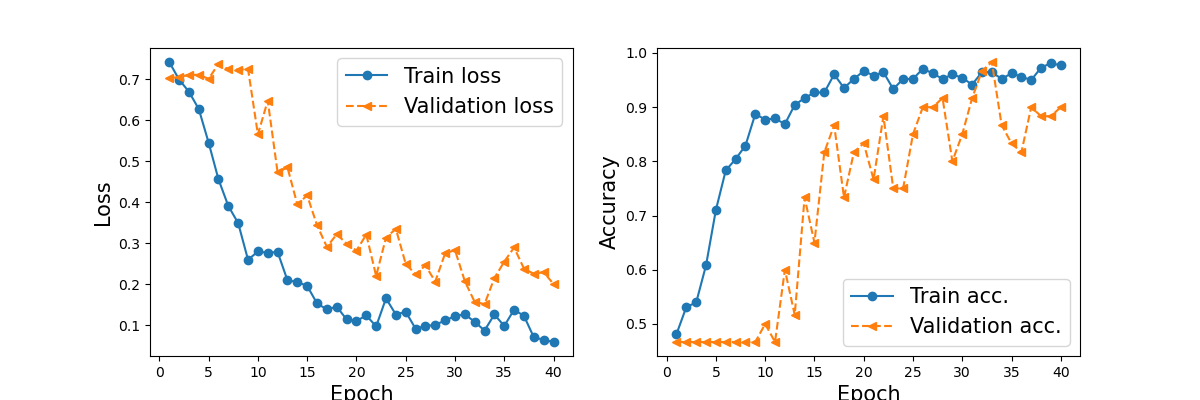 Loss
0.7
0.6
0.5
0.4
0.3
0.2
0.1
Train loss
Validation loss
0 5 10 15 20 25 30 35 40
Epoch
Accuracy
1.0
0.9
0.8
0.7
0.6
0.5
Train acc.
Validation acc.
0 5 10 15 20 25 30 35 40
Epoch